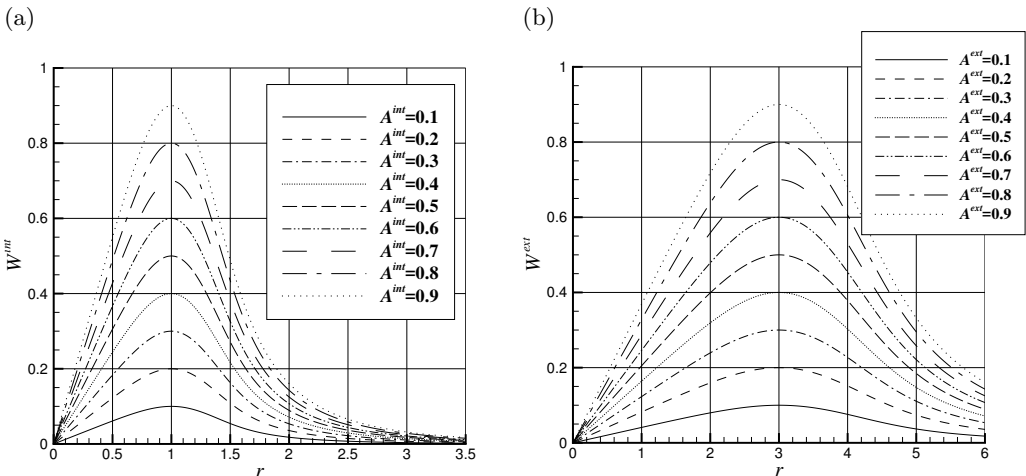 (a)
W^int
1
0.8
0.6
0.4
0.2
0
0 0.5 1 1.5 2 2.5 3 3.5
r
A^int=0.1
A^int=0.2
A^int=0.3
A^int=0.4
A^int=0.5
A^int=0.6
A^int=0.7
A^int=0.8
A^int=0.9
(b)
W^ext
1
0.8
0.6
0.4
0.2
0
0 1 2 3 4 5 6
r
A^ext=0.1
A^ext=0.2
A^ext=0.3
A^ext=0.4
A^ext=0.5
A^ext=0.6
A^ext=0.7
A^ext=0.8
A^ext=0.9